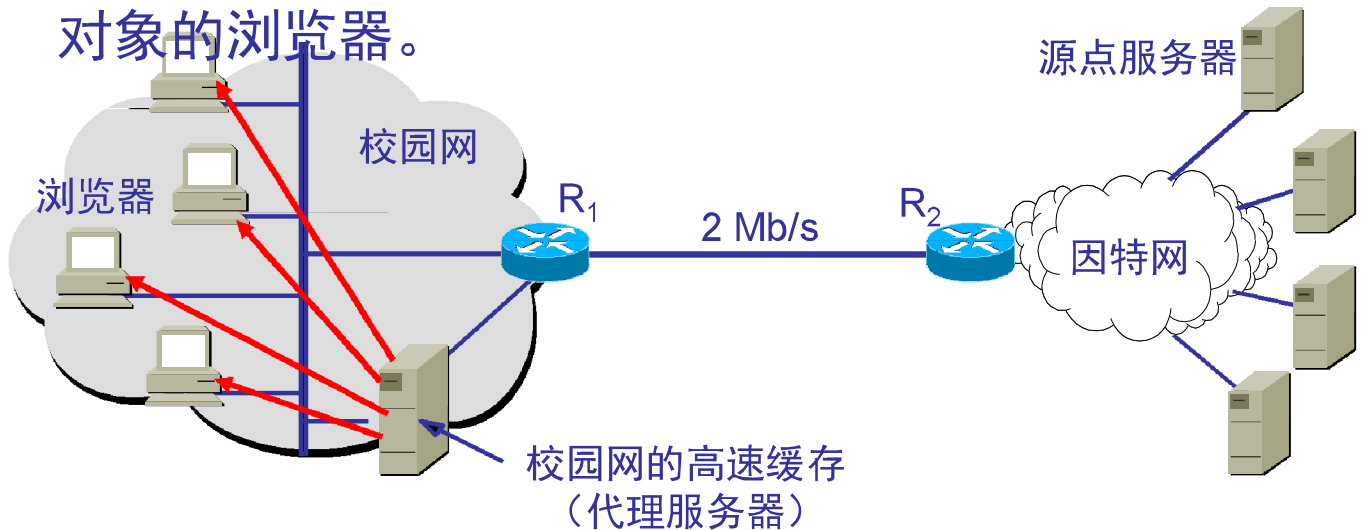 对象的浏览器。
源点服务器
校园网
浏览器
R1
2 Mb/s
R2
因特网
校园网的高速缓存
（代理服务器）